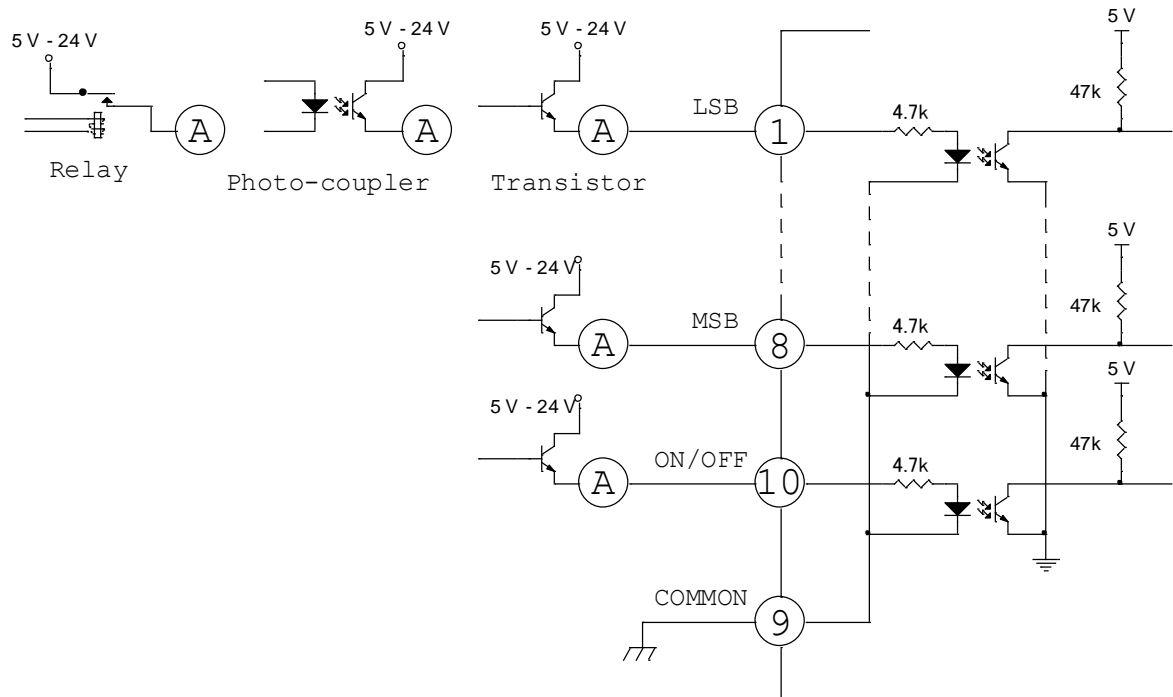 5 V - 24 V
5 V - 24 V
5 V - 24 V
5 V
LSB
4.7k
47k
A
A
A
1
Relay
Photo-coupler
Transistor
5 V - 24 V
5 V
MSB
4.7k
47k
A
8
5 V - 24 V
5 V
ON/OFF
4.7k
47k
A
10
COMMON
9